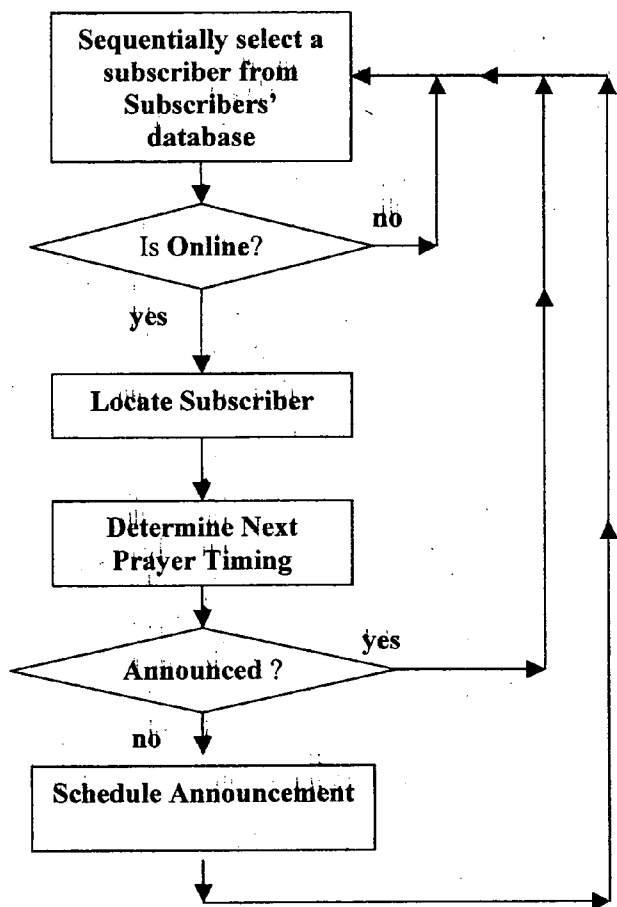 Sequentially select a
subscriber from
Subscribers'
database
no
Is Online?
yes
Locate Subscriber
Determine Next
Prayer Timing
yes
Announced ?
no
Schedule Announcement